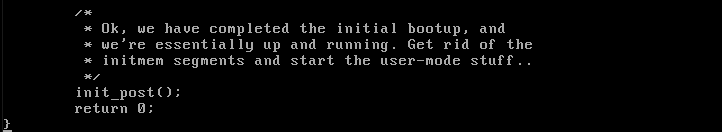 /*
 * Ok, we have completed the initial bootup, and
 * we're essentially up and running. Get rid of the
 * initmem segments and start the user-mode stuff..
 */
init_post();
return 0;
}